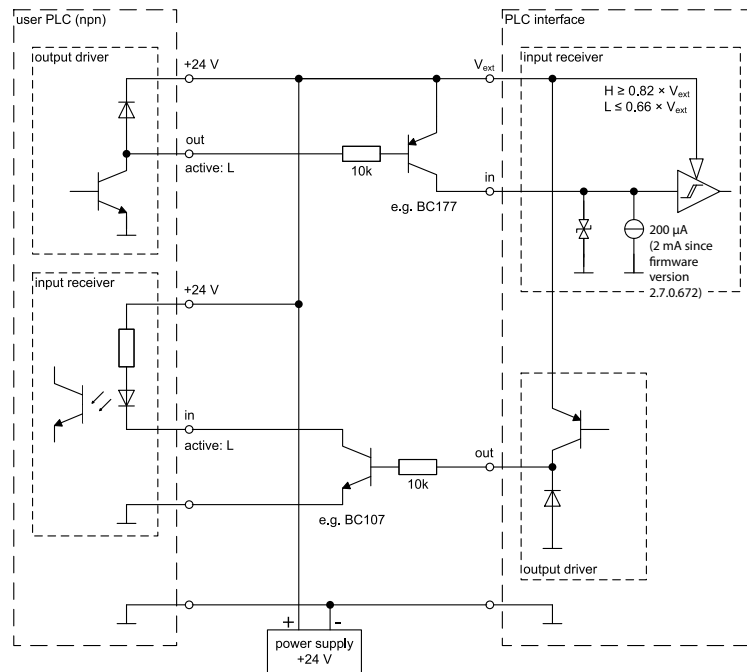 user PLC (npn)
PLC interface
output driver
+24 V
V_ext
input receiver
H ≥ 0.82 × V_ext
L ≤ 0.66 × V_ext
out
active: L
10k
in
e.g. BC177
200 µA
(2 mA since
firmware
version
2.7.0.672)
input receiver
+24 V
in
active: L
10k
out
e.g. BC107
output driver
+ -
power supply
+24 V